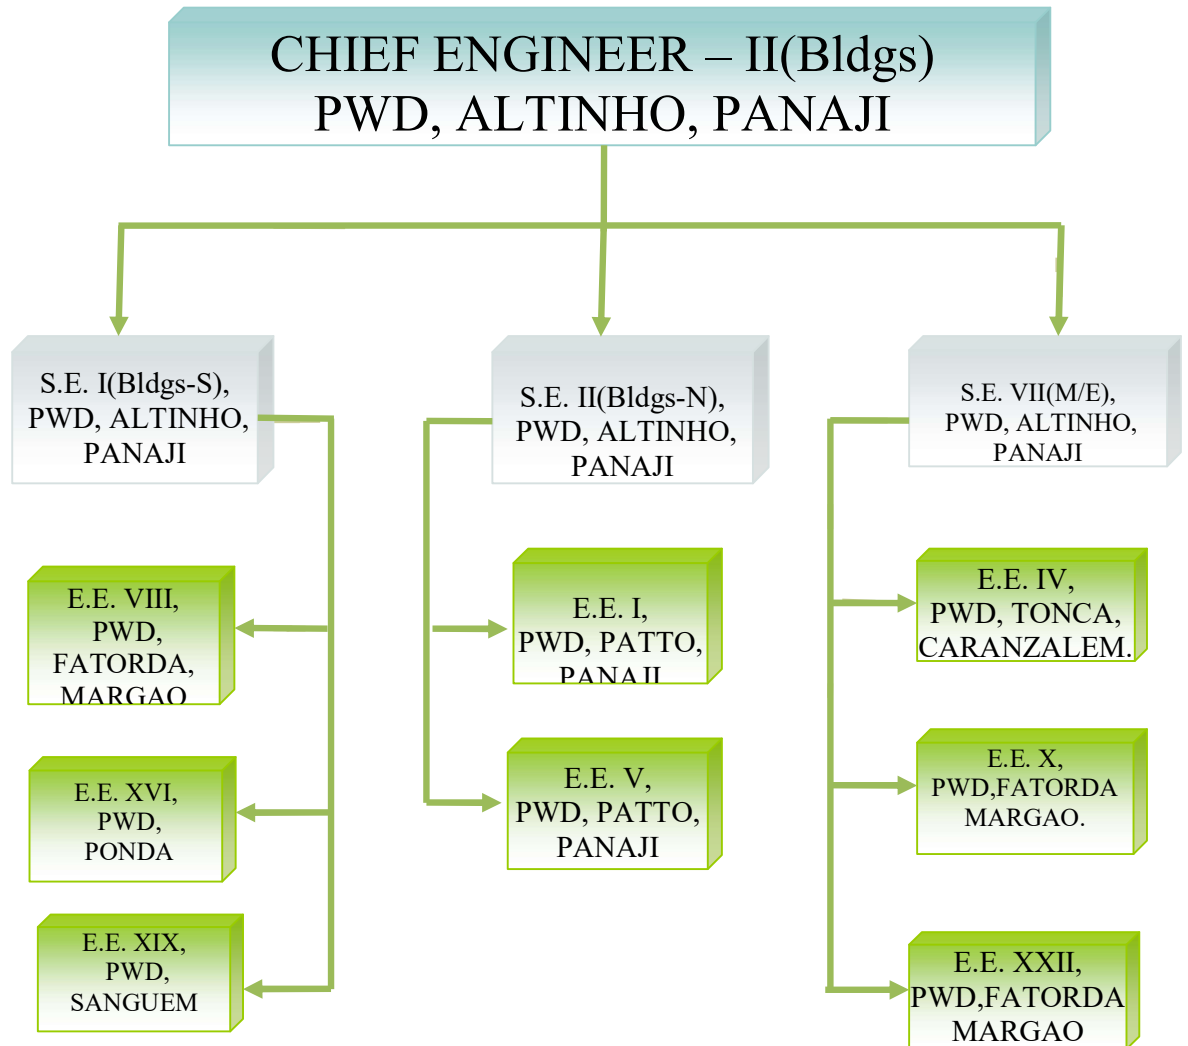 CHIEF ENGINEER – II(Bldgs)
PWD, ALTINHO, PANAJI
S.E. I(Bldgs-S),
PWD, ALTINHO,
PANAJI
S.E. II(Bldgs-N),
PWD, ALTINHO,
PANAJI
S.E. VII(M/E),
PWD, ALTINHO,
PANAJI
E.E. VIII,
PWD,
FATORDA,
MARGAO
E.E. I,
PWD, PATTO,
PANAJI
E.E. IV,
PWD, TONCA,
CARANZALEM.
E.E. XVI,
PWD,
PONDA
E.E. V,
PWD, PATTO,
PANAJI
E.E. X,
PWD,FATORDA
MARGAO.
E.E. XIX,
PWD,
SANGUEM
E.E. XXII,
PWD,FATORDA
MARGAO